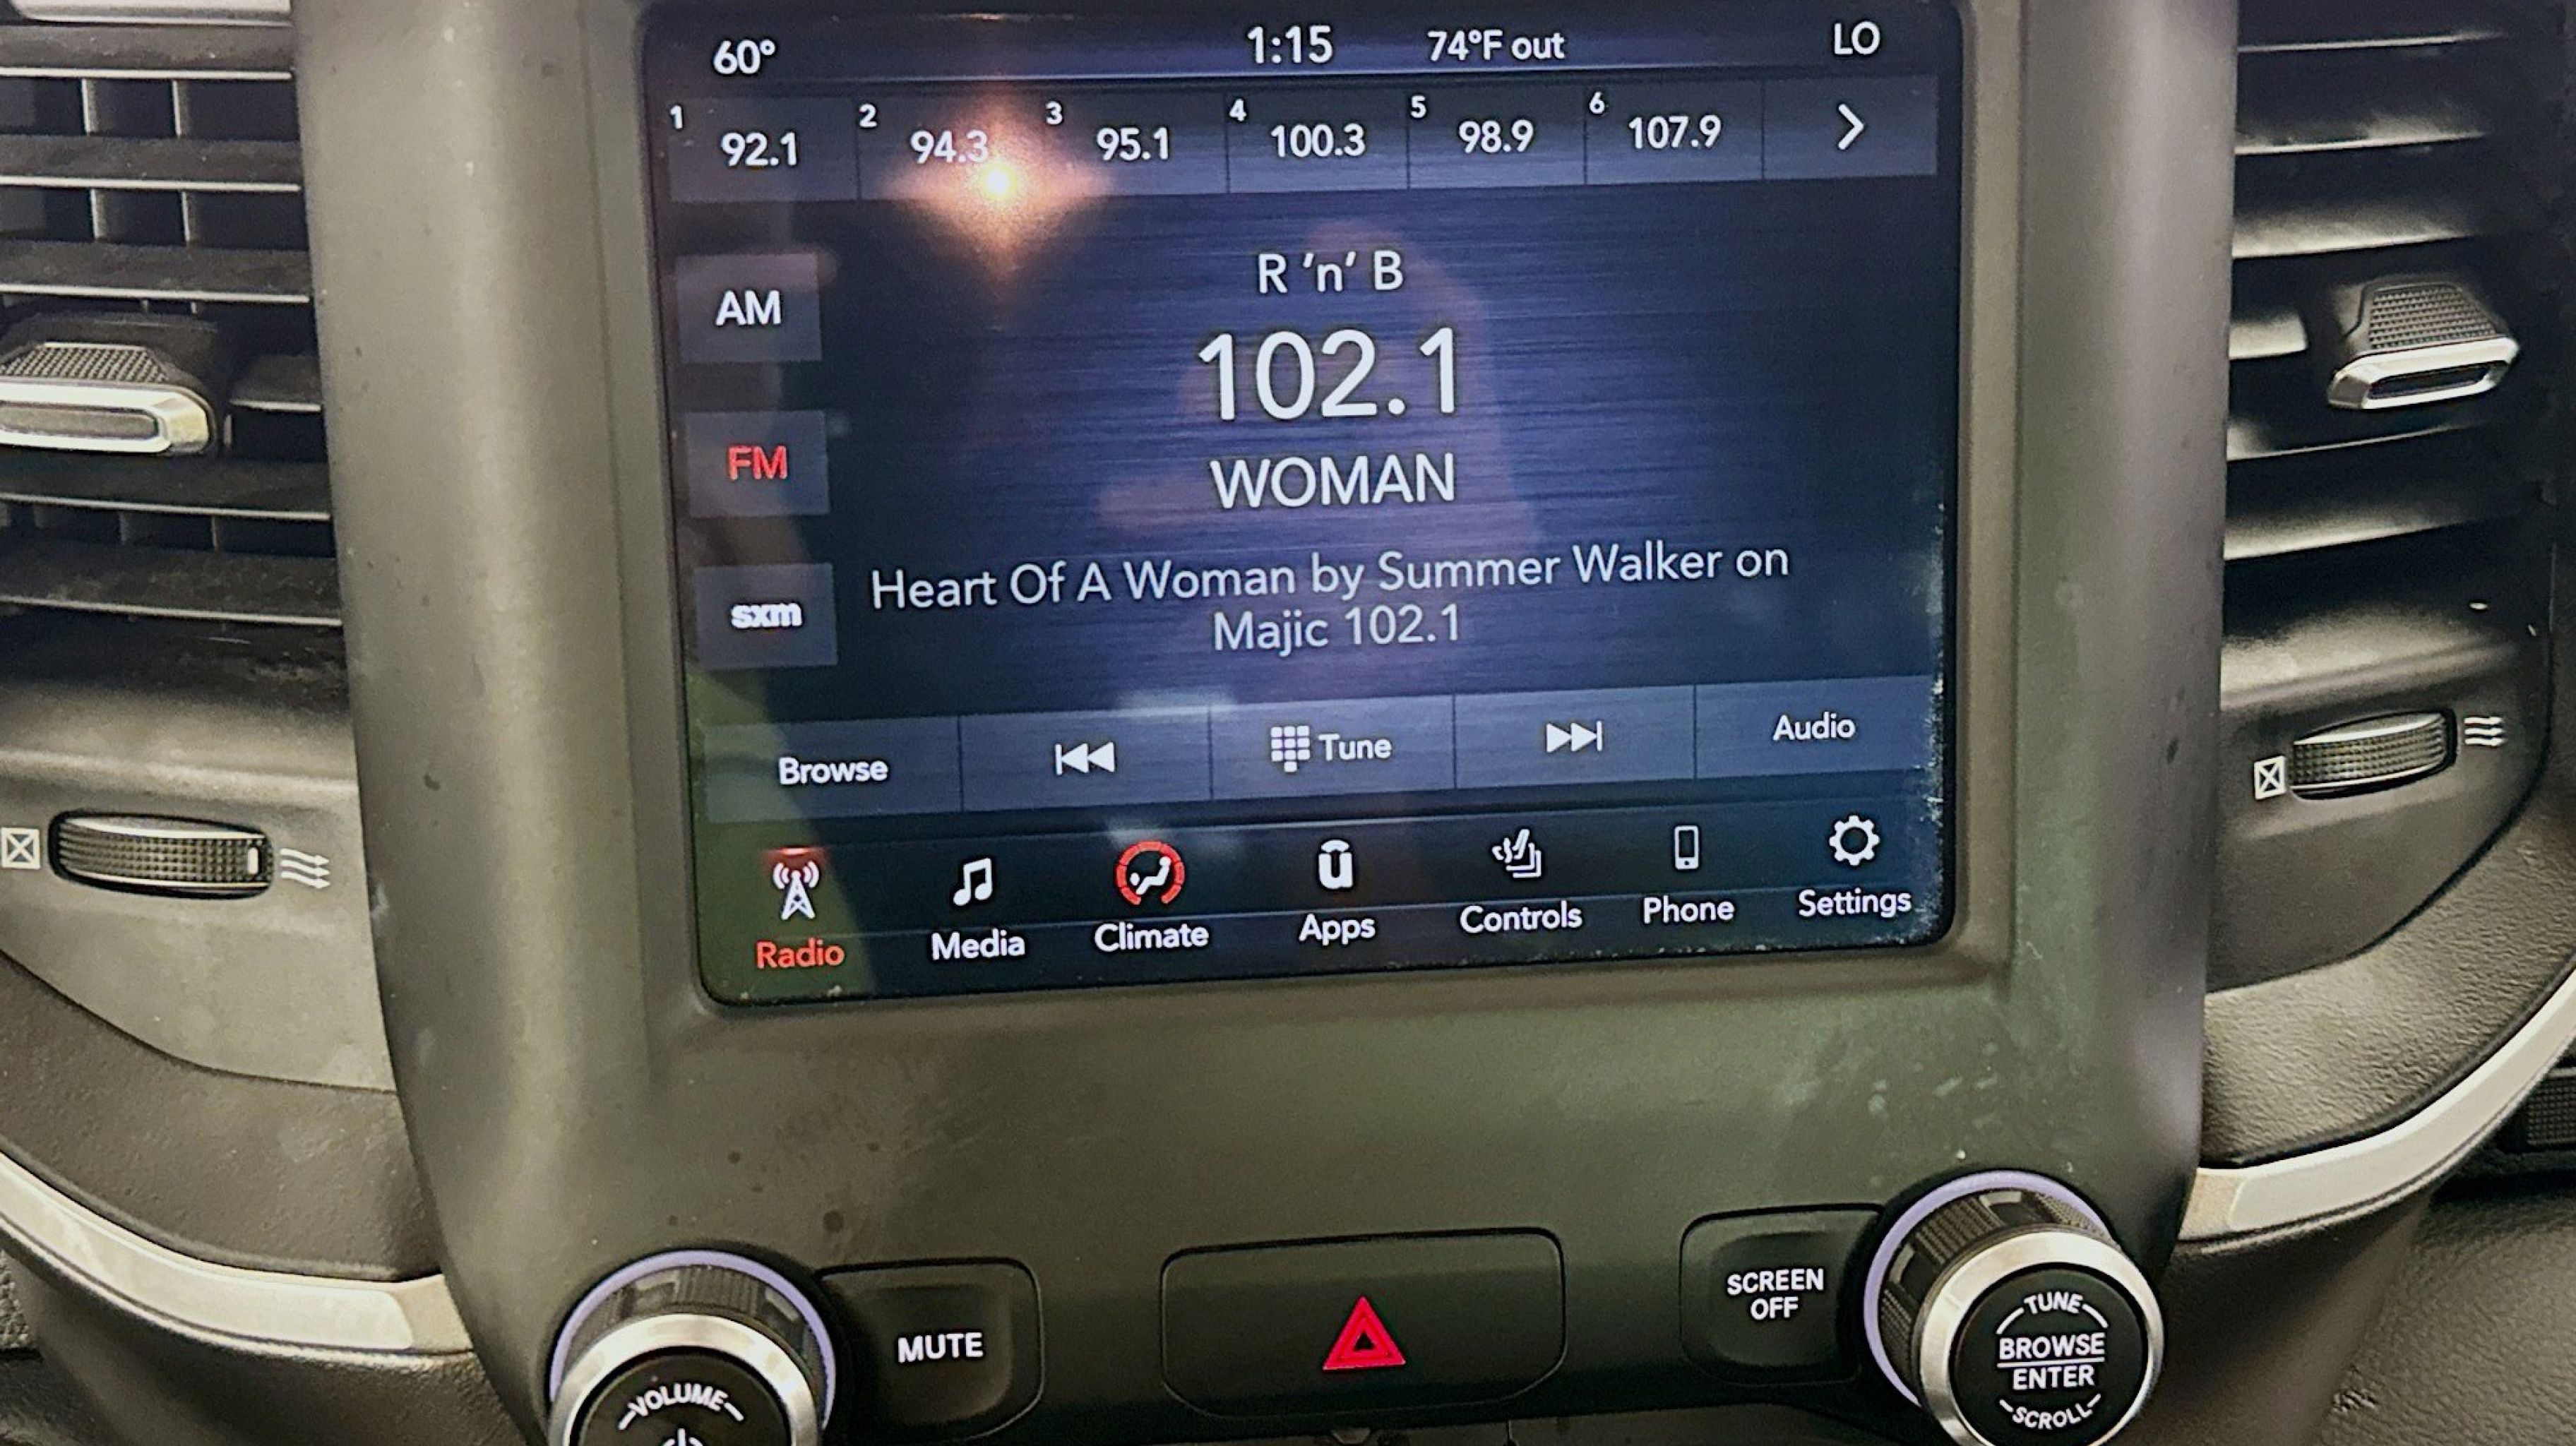 60° 1:15 74°F out LO
1 92.1 2 94.3 3 95.1 4 100.3 5 98.9 6 107.9
R 'n' B
AM
102.1
FM
WOMAN
Heart Of A Woman by Summer Walker on
sxm
Majic 102.1
Browse Tune Audio
Radio Media Climate Apps Controls Phone Settings
MUTE
SCREEN
OFF
TUNE
BROWSE
ENTER
SCROLL
VOLUME